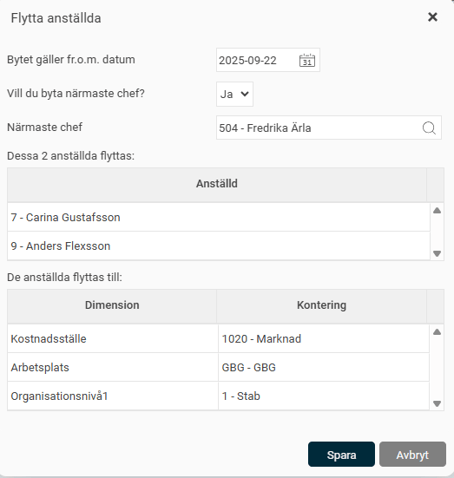 Flytta anställda
Bytet gäller fr.o.m. datum 2025-09-22 31
Vill du byta närmaste chef? Ja
Närmaste chef 504 - Fredrika Ärla
Dessa 2 anställda flyttas:
Anställd
7 - Carina Gustafsson
9 - Anders Flexsson
De anställda flyttas till:
Dimension Kontering
Kostnadsställe 1020 - Marknad
Arbetsplats GBG - GBG
Organisationsnivå1 1 - Stab
Spara Avbryt